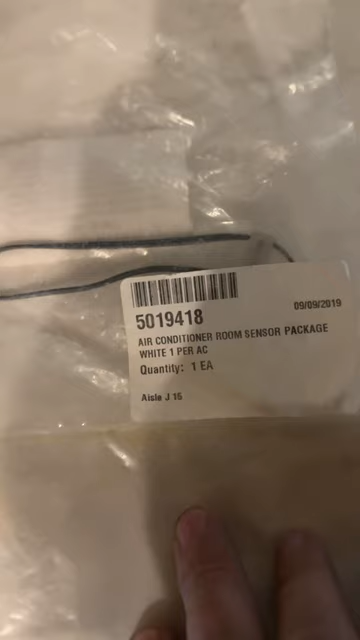 09/09/2019
5019418
AIR CONDITIONER ROOM SENSOR PACKAGE
WHITE 1 PER AC
Quantity: 1 EA
Aisle J 15